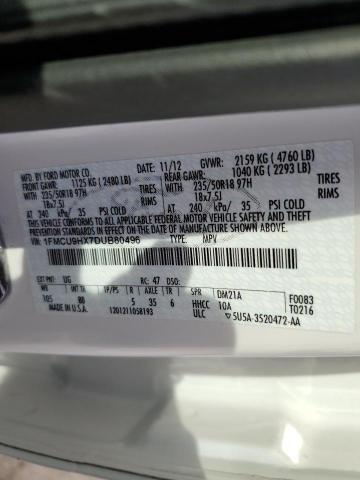 MFD. BY FORD MOTOR CO.
DATE: 11/12 GVWR: 2159 KG (4760 LB)
FRONT GAWR: 1125 KG (2480 LB) REAR GAWR: 1040 KG (2293 LB)
WITH 235/50R18 97H TIRES WITH 235/50R18 97H TIRES
18x7.5J RIMS 18x7.5J RIMS
AT 240 kPa/ 35 PSI COLD AT 240 kPa/ 35 PSI COLD
THIS VEHICLE CONFORMS TO ALL APPLICABLE FEDERAL MOTOR
VEHICLE SAFETY AND THEFT PREVENTION STANDARDS IN EFFECT
ON THE DATE OF MANUFACTURE SHOWN ABOVE.
VIN: 1FMCU9HX7DUB80496 TYPE: MPV
EXT PNT: UG RC: 47 DSO:
TP/PS R AXLE TR SPR DM21A F0083
105 BB 5 35 6 HHCC 10A T0216
MADE IN U.S.A. 1201211058193 ULC 5U5A-3520472-AA